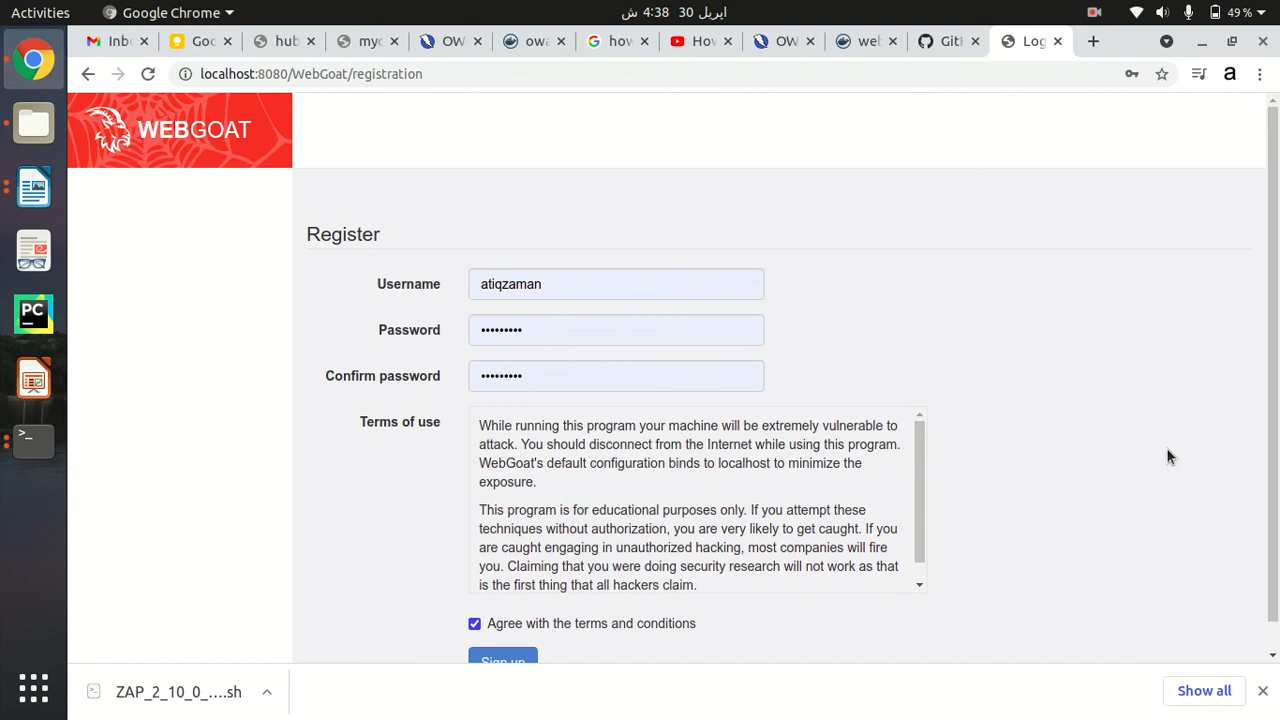 Activities
Google Chrome
اپریل 30 4:38 ش
49 %
Inb
Goo
hub
myc
OW
owa
how
How
OW
we
Gitl
Log
localhost:8080/WebGoat/registration
a
WEBGOAT
Register
Username
atiqzaman
Password
•••••••••
Confirm password
•••••••••
Terms of use
While running this program your machine will be extremely vulnerable to
attack. You should disconnect from the Internet while using this program.
WebGoat's default configuration binds to localhost to minimize the
exposure.
This program is for educational purposes only. If you attempt these
techniques without authorization, you are very likely to get caught. If you
are caught engaging in unauthorized hacking, most companies will fire
you. Claiming that you were doing security research will not work as that
is the first thing that all hackers claim.
Agree with the terms and conditions
Sign up
PC
>_
ZAP_2_10_0_....sh
Show all